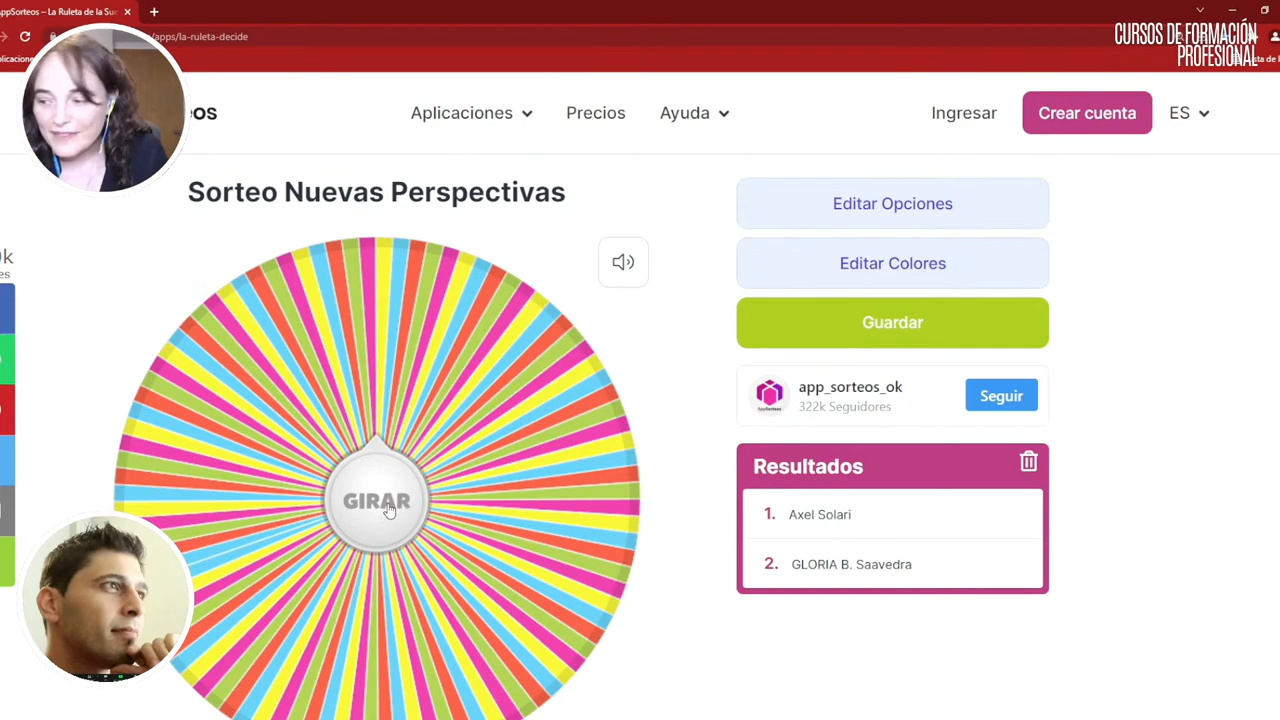 AppSorteos – La Ruleta de la Su
/apps/la-ruleta-decide
CURSOS DE FORMACIÓN
PROFESIONAL
Aplicaciones
Precios
Ayuda
Ingresar
Crear cuenta
ES
Sorteo Nuevas Perspectivas
Editar Opciones
Editar Colores
Guardar
app_sorteos_ok
322k Seguidores
Seguir
Resultados
1. Axel Solari
2. GLORIA B. Saavedra
GIRAR